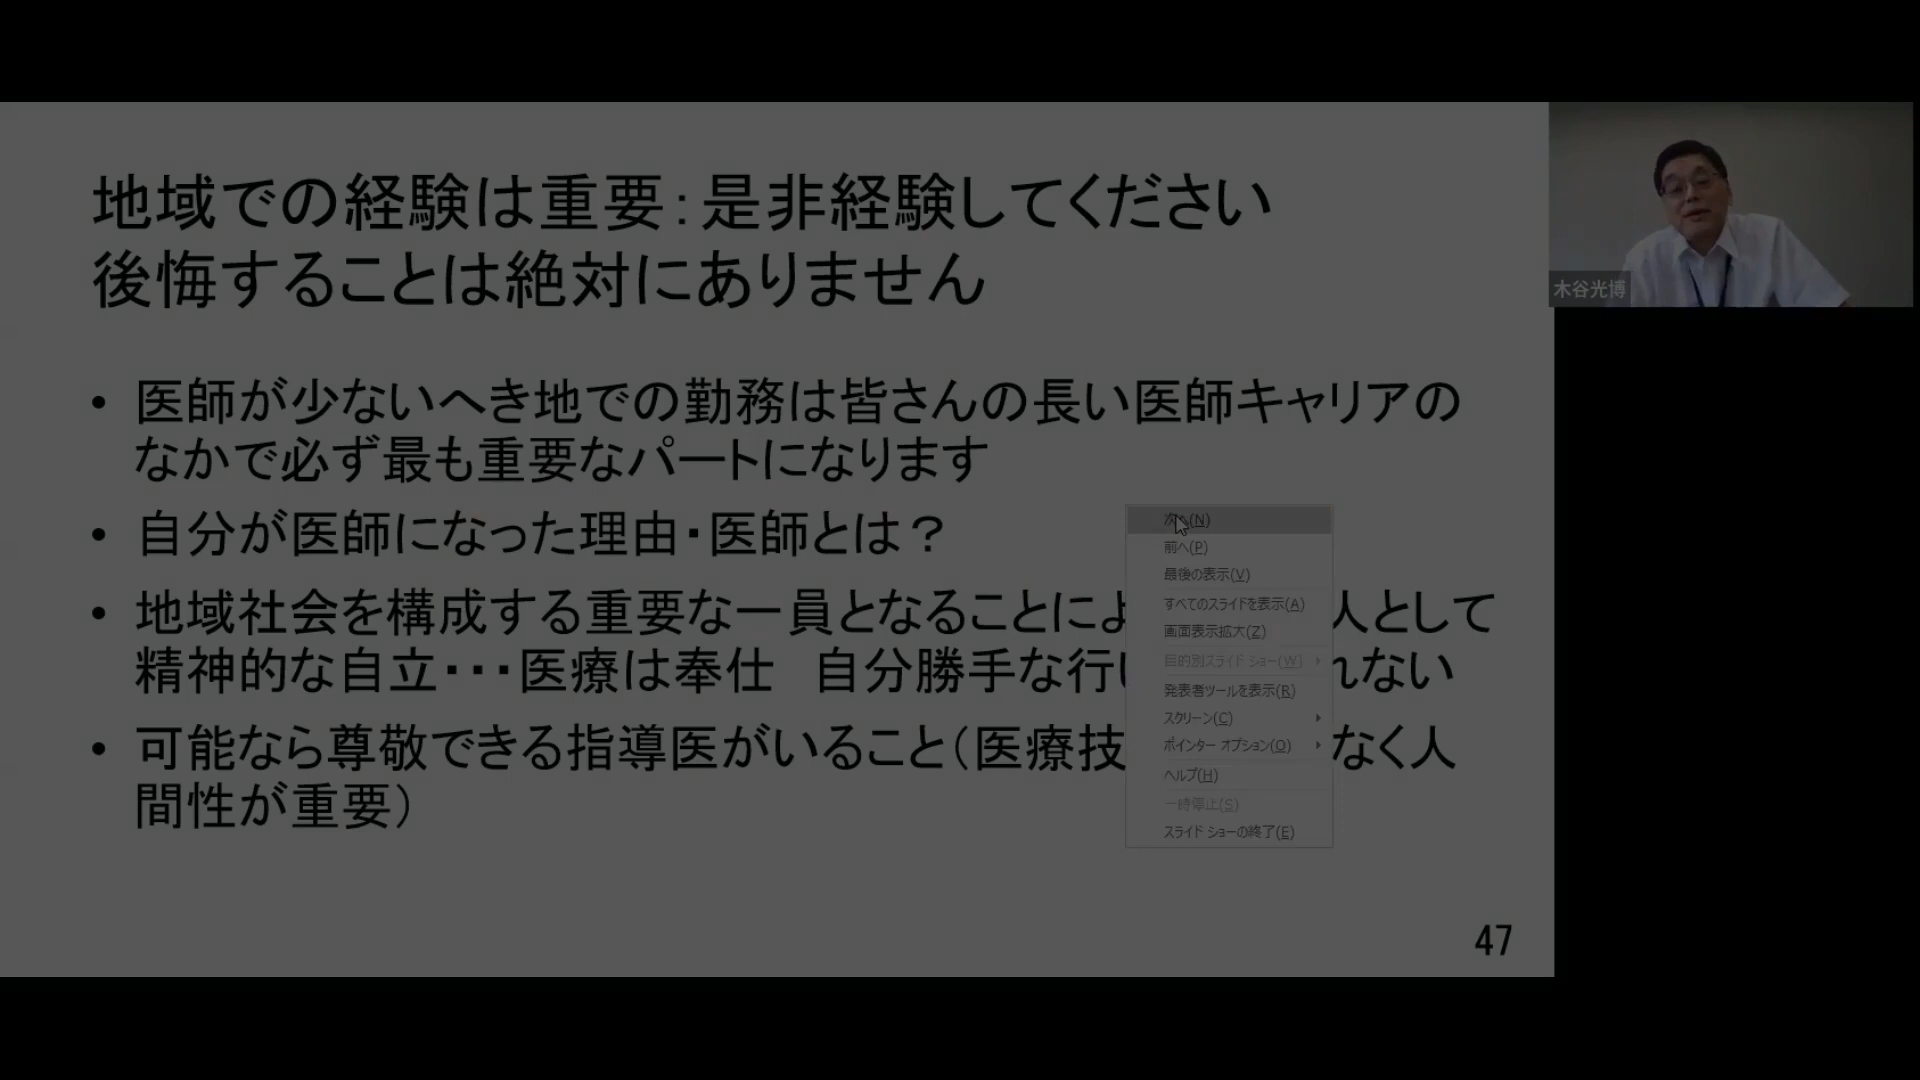 地域での経験は重要：是非経験してください
後悔することは絶対にありません
木谷光博
• 医師が少ないへき地での勤務は皆さんの長い医師キャリアの
なかで必ず最も重要なパートになります
• 自分が医師になった理由・医師とは？
• 地域社会を構成する重要な一員となることによ
人として
精神的な自立・・・医療は奉仕　自分勝手な行い
れない
• 可能なら尊敬できる指導医がいること（医療技
なく人
間性が重要）
次へ(N)
前へ(P)
最後の表示(V)
すべてのスライドを表示(A)
画面表示拡大(Z)
目的別スライド ショー(W)
発表者ツールを表示(R)
スクリーン(C)
ポインター オプション(O)
ヘルプ(H)
一時停止(S)
スライド ショーの終了(E)
47